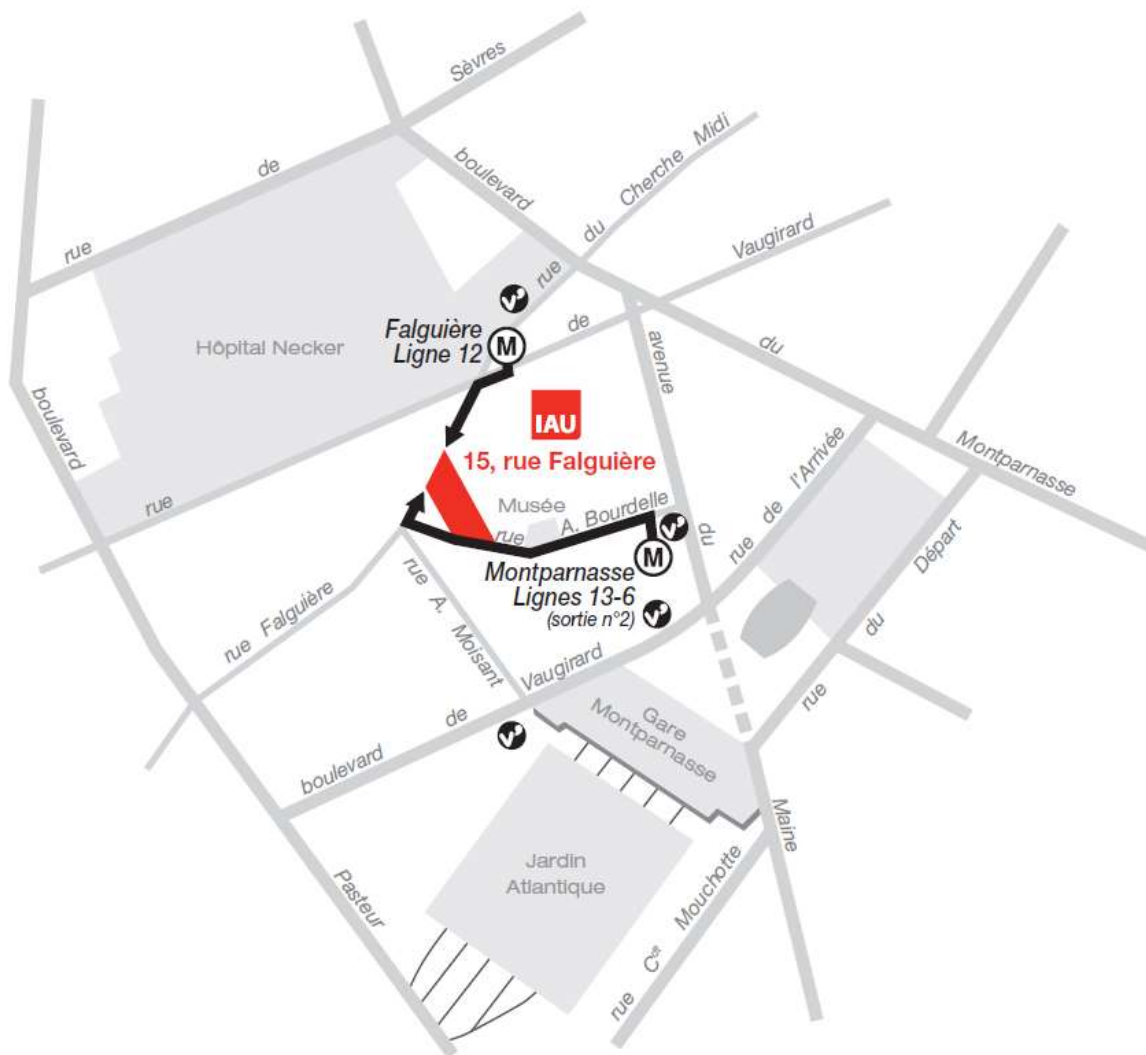 rue de Sèvres
boulevard du Montparnasse
rue du Cherche Midi
rue de Vaugirard
Hôpital Necker
Falguière
Ligne 12
M
IAU
15, rue Falguière
Musée
rue A. Bourdelle
avenue du Maine
rue de l'Arrivée
rue du Départ
M
Montparnasse
Lignes 13-6
(sortie n°2)
boulevard Pasteur
rue Falguière
rue A. Moisant
boulevard de Vaugirard
Gare
Montparnasse
Jardin
Atlantique
rue Cdt Mouchotte